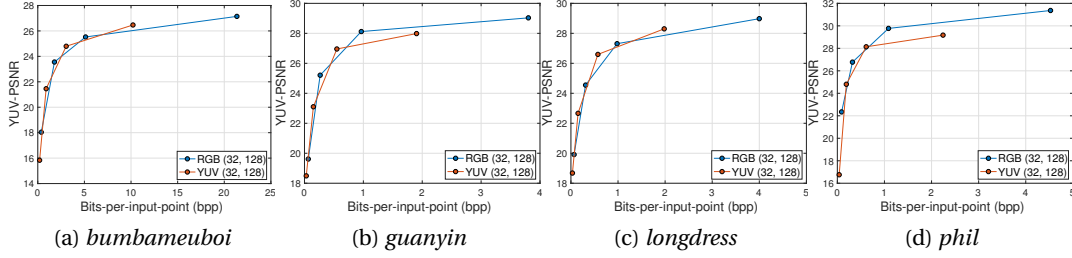 YUV-PSNR
28
26
24
22
20
18
16
14
0
5
10
15
20
25
RGB (32, 128)
YUV (32, 128)
Bits-per-input-point (bpp)
(a) bumbameuboi
YUV-PSNR
30
28
26
24
22
20
18
0
1
2
3
4
RGB (32, 128)
YUV (32, 128)
Bits-per-input-point (bpp)
(b) guanyin
YUV-PSNR
30
28
26
24
22
20
18
0
1
2
3
4
5
RGB (32, 128)
YUV (32, 128)
Bits-per-input-point (bpp)
(c) longdress
YUV-PSNR
32
30
28
26
24
22
20
18
16
0
1
2
3
4
5
RGB (32, 128)
YUV (32, 128)
Bits-per-input-point (bpp)
(d) phil